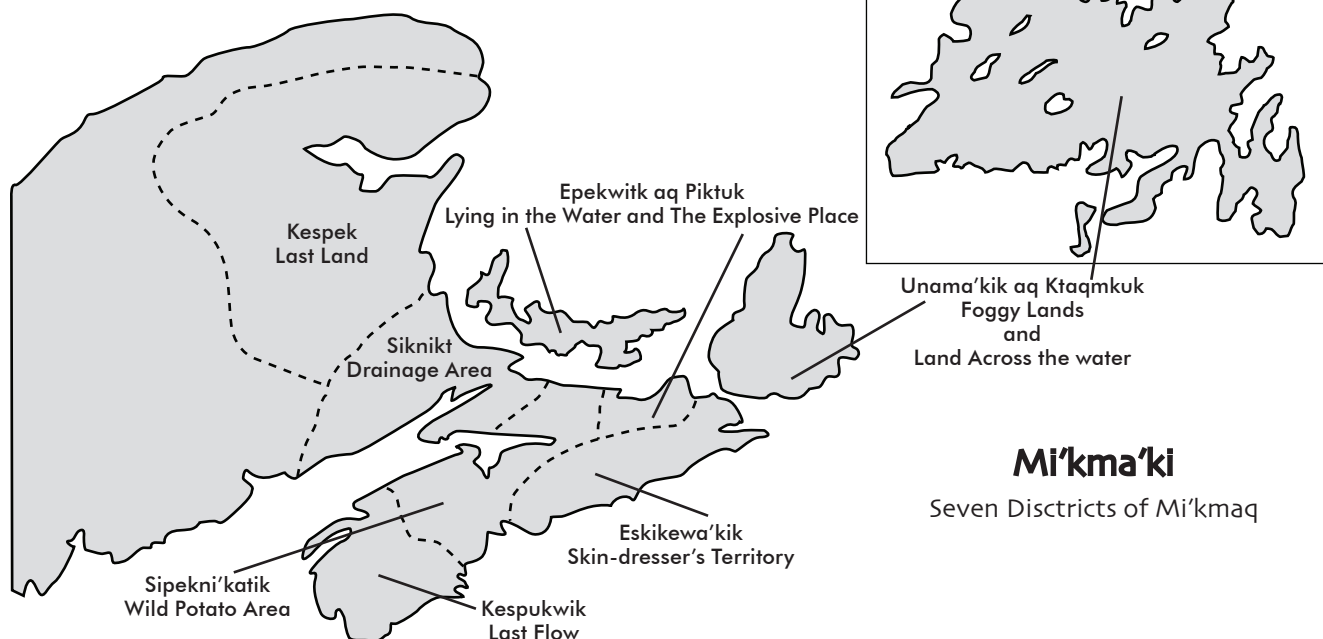 Epekwitk aq Piktuk
Lying in the Water and The Explosive Place
Kespek
Last Land
Unama'kik aq Ktaqmkuk
Foggy Lands
and
Land Across the water
Siknikt
Drainage Area
Mi'kma'ki
Seven Disctricts of Mi'kmaq
Eskikewa'kik
Skin-dresser's Territory
Sipekni'katik
Wild Potato Area
Kespukwik
Last Flow